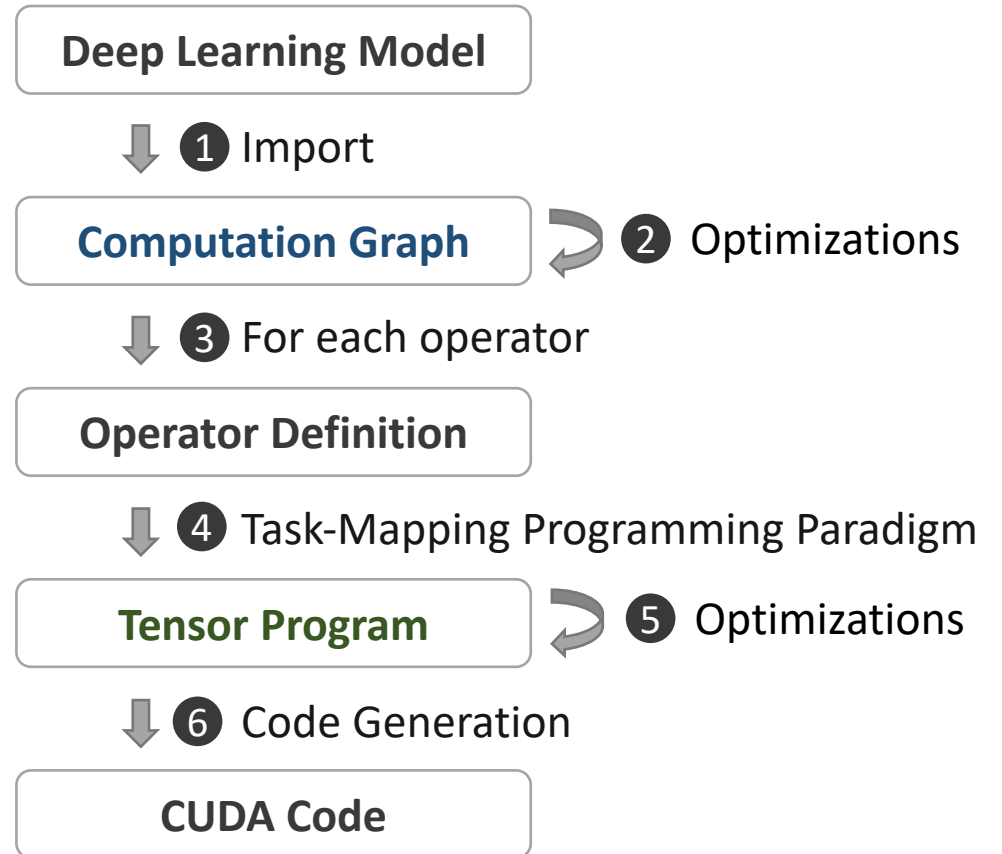 Deep Learning Model
1 Import
Computation Graph
2 Optimizations
3 For each operator
Operator Definition
4 Task-Mapping Programming Paradigm
Tensor Program
5 Optimizations
6 Code Generation
CUDA Code